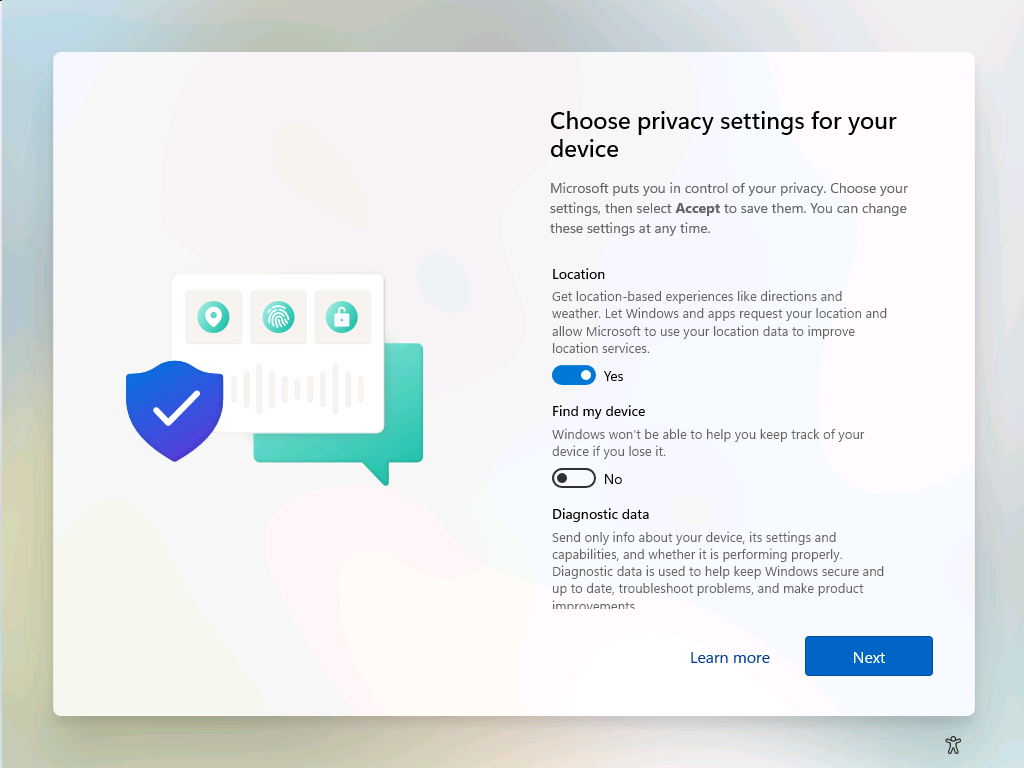 Choose privacy settings for your
device
Microsoft puts you in control of your privacy. Choose your
settings, then select Accept to save them. You can change
these settings at any time.
Location
Get location-based experiences like directions and
weather. Let Windows and apps request your location and
allow Microsoft to use your location data to improve
location services.
Yes
Find my device
Windows won't be able to help you keep track of your
device if you lose it.
No
Diagnostic data
Send only info about your device, its settings and
capabilities, and whether it is performing properly.
Diagnostic data is used to help keep Windows secure and
up to date, troubleshoot problems, and make product
improvements.
Learn more
Next